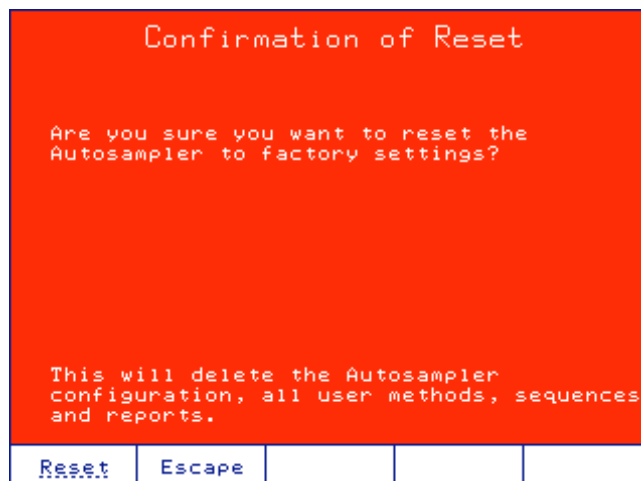 Confirmation of Reset
Are you sure you want to reset the
Autosampler to factory settings?
This will delete the Autosampler
configuration, all user methods, sequences
and reports.
Reset
Escape